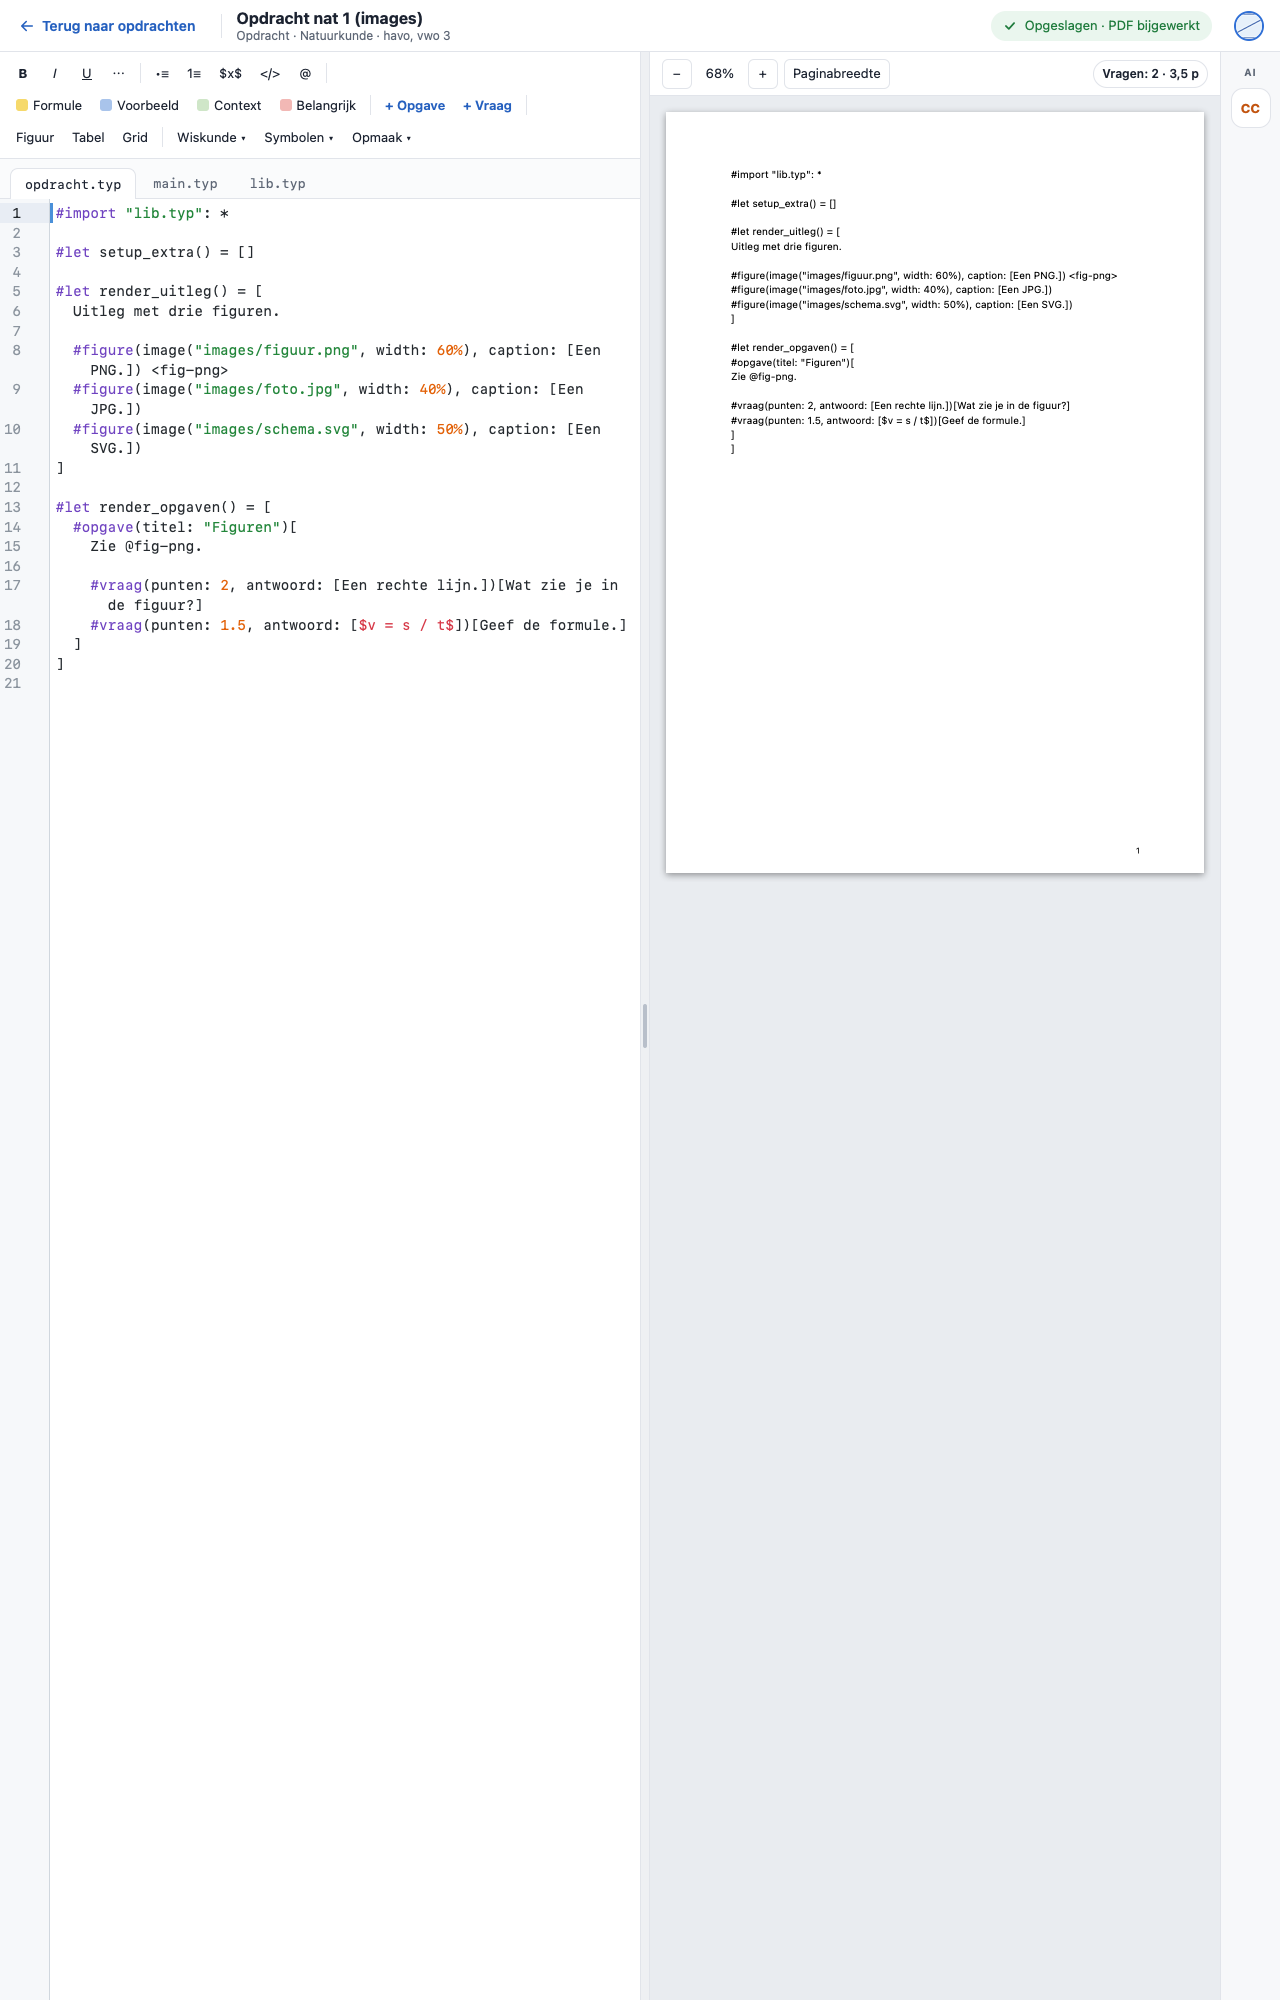 Terug naar opdrachten
Opdracht nat 1 (images)
Opdracht · Natuurkunde · havo, vwo 3
Opgeslagen · PDF bijgewerkt
B I U ··· •≡ 1≡ $x$ </> @
Formule Voorbeeld Context Belangrijk + Opgave + Vraag
Figuur Tabel Grid Wiskunde ▾ Symbolen ▾ Opmaak ▾
opdracht.typ main.typ lib.typ
1 #import "lib.typ": *
2
3 #let setup_extra() = []
4
5 #let render_uitleg() = [
6 Uitleg met drie figuren.
7
8 #figure(image("images/figuur.png", width: 60%), caption: [Een
PNG.]) <fig-png>
9 #figure(image("images/foto.jpg", width: 40%), caption: [Een
JPG.])
10 #figure(image("images/schema.svg", width: 50%), caption: [Een
SVG.])
11 ]
12
13 #let render_opgaven() = [
14 #opgave(titel: "Figuren")[
15 Zie @fig-png.
16
17 #vraag(punten: 2, antwoord: [Een rechte lijn.])[Wat zie je in
de figuur?]
18 #vraag(punten: 1.5, antwoord: [$v = s / t$])[Geef de formule.]
19 ]
20 ]
21
− 68% + Paginabreedte Vragen: 2 · 3,5 p
#import "lib.typ": *
#let setup_extra() = []
#let render_uitleg() = [
Uitleg met drie figuren.
#figure(image("images/figuur.png", width: 60%), caption: [Een PNG.]) <fig-png>
#figure(image("images/foto.jpg", width: 40%), caption: [Een JPG.])
#figure(image("images/schema.svg", width: 50%), caption: [Een SVG.])
]
#let render_opgaven() = [
#opgave(titel: "Figuren")[
Zie @fig-png.
#vraag(punten: 2, antwoord: [Een rechte lijn.])[Wat zie je in de figuur?]
#vraag(punten: 1.5, antwoord: [$v = s / t$])[Geef de formule.]
]
]
1
AI
CC